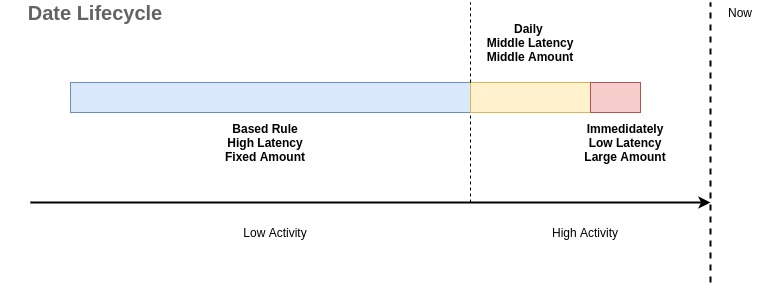 Date Lifecycle
Now
Daily
Middle Latency
Middle Amount
Based Rule
High Latency
Fixed Amount
Immedidately
Low Latency
Large Amount
Low Activity
High Activity